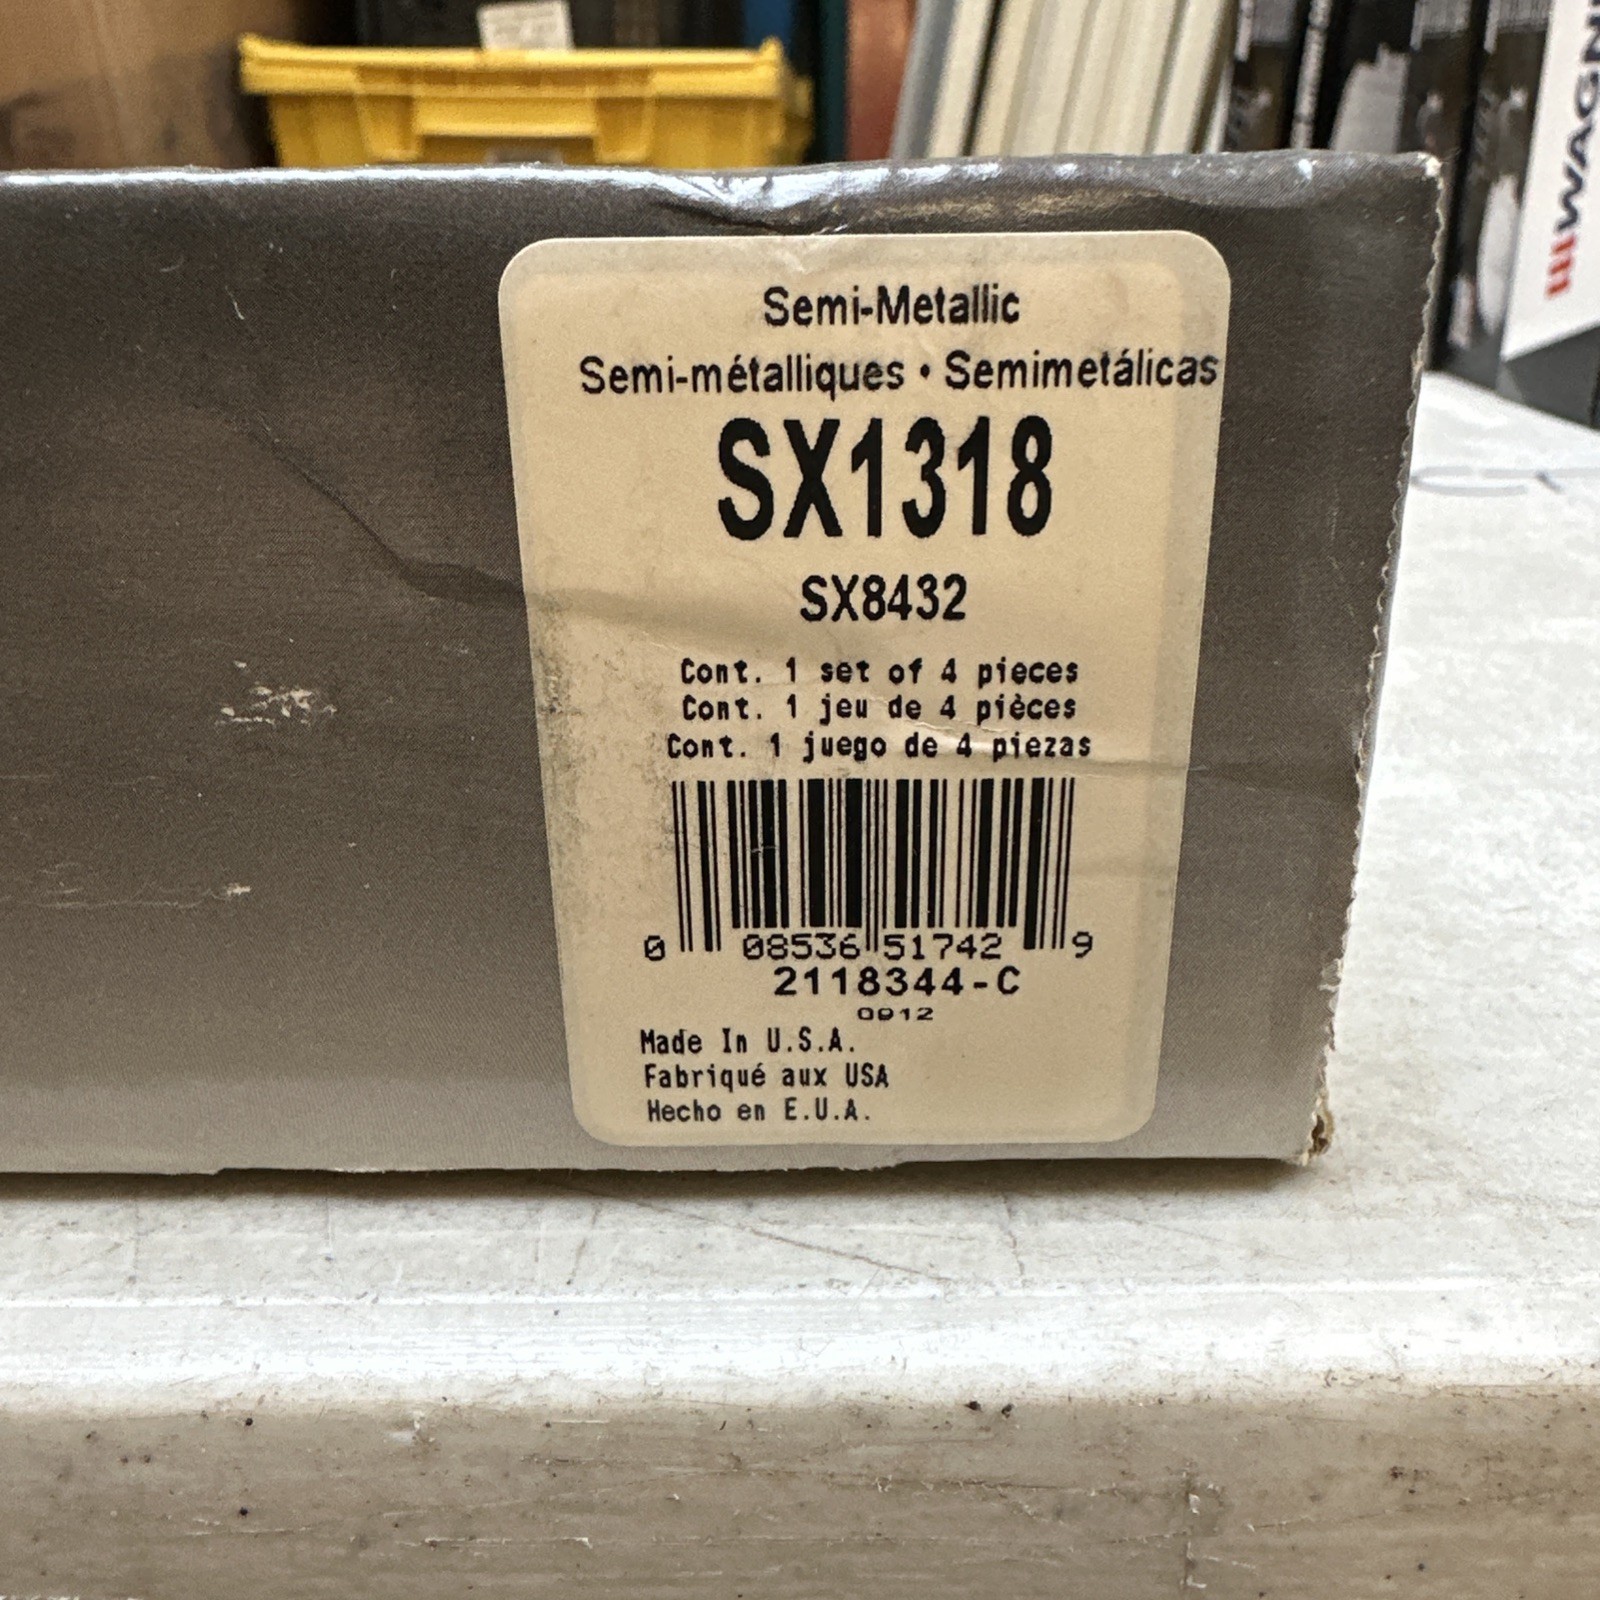 Semi-Metallic
Semi-métalliques • Semimetálicas
SX1318
SX8432
Cont. 1 set of 4 pieces
Cont. 1 jeu de 4 pièces
Cont. 1 juego de 4 piezas
0 08536 51742 9
2118344-C
0912
Made In U.S.A.
Fabriqué aux USA
Hecho en E.U.A.